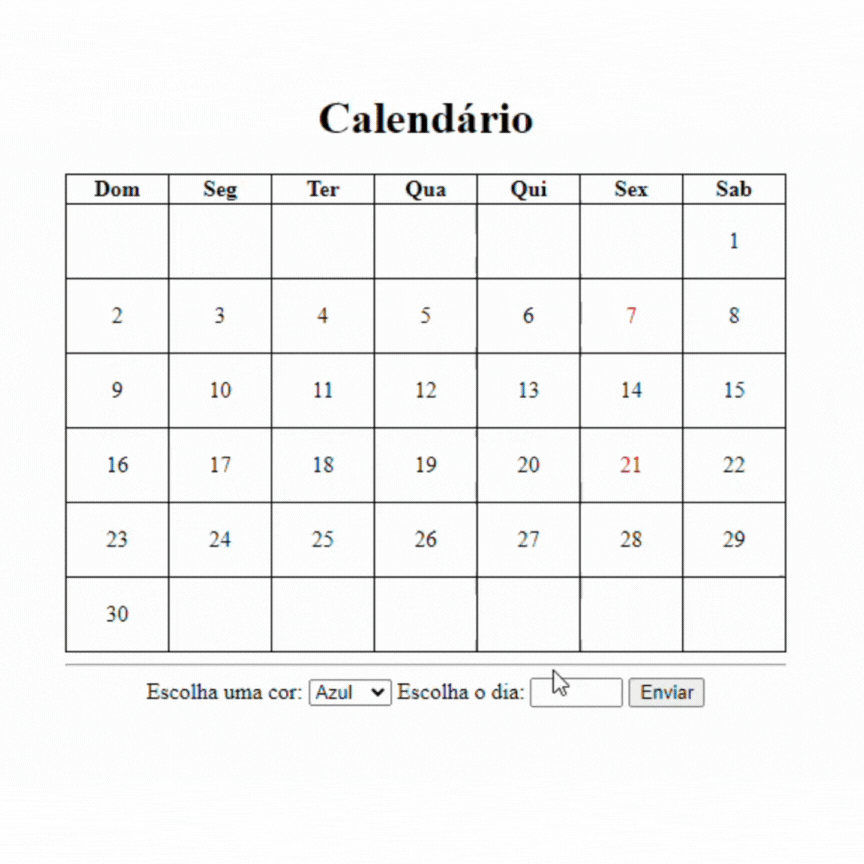 Calendário
Dom Seg Ter Qua Qui Sex Sab
1
2 3 4 5 6 7 8
9 10 11 12 13 14 15
16 17 18 19 20 21 22
23 24 25 26 27 28 29
30
Escolha uma cor: Azul Escolha o dia: Enviar